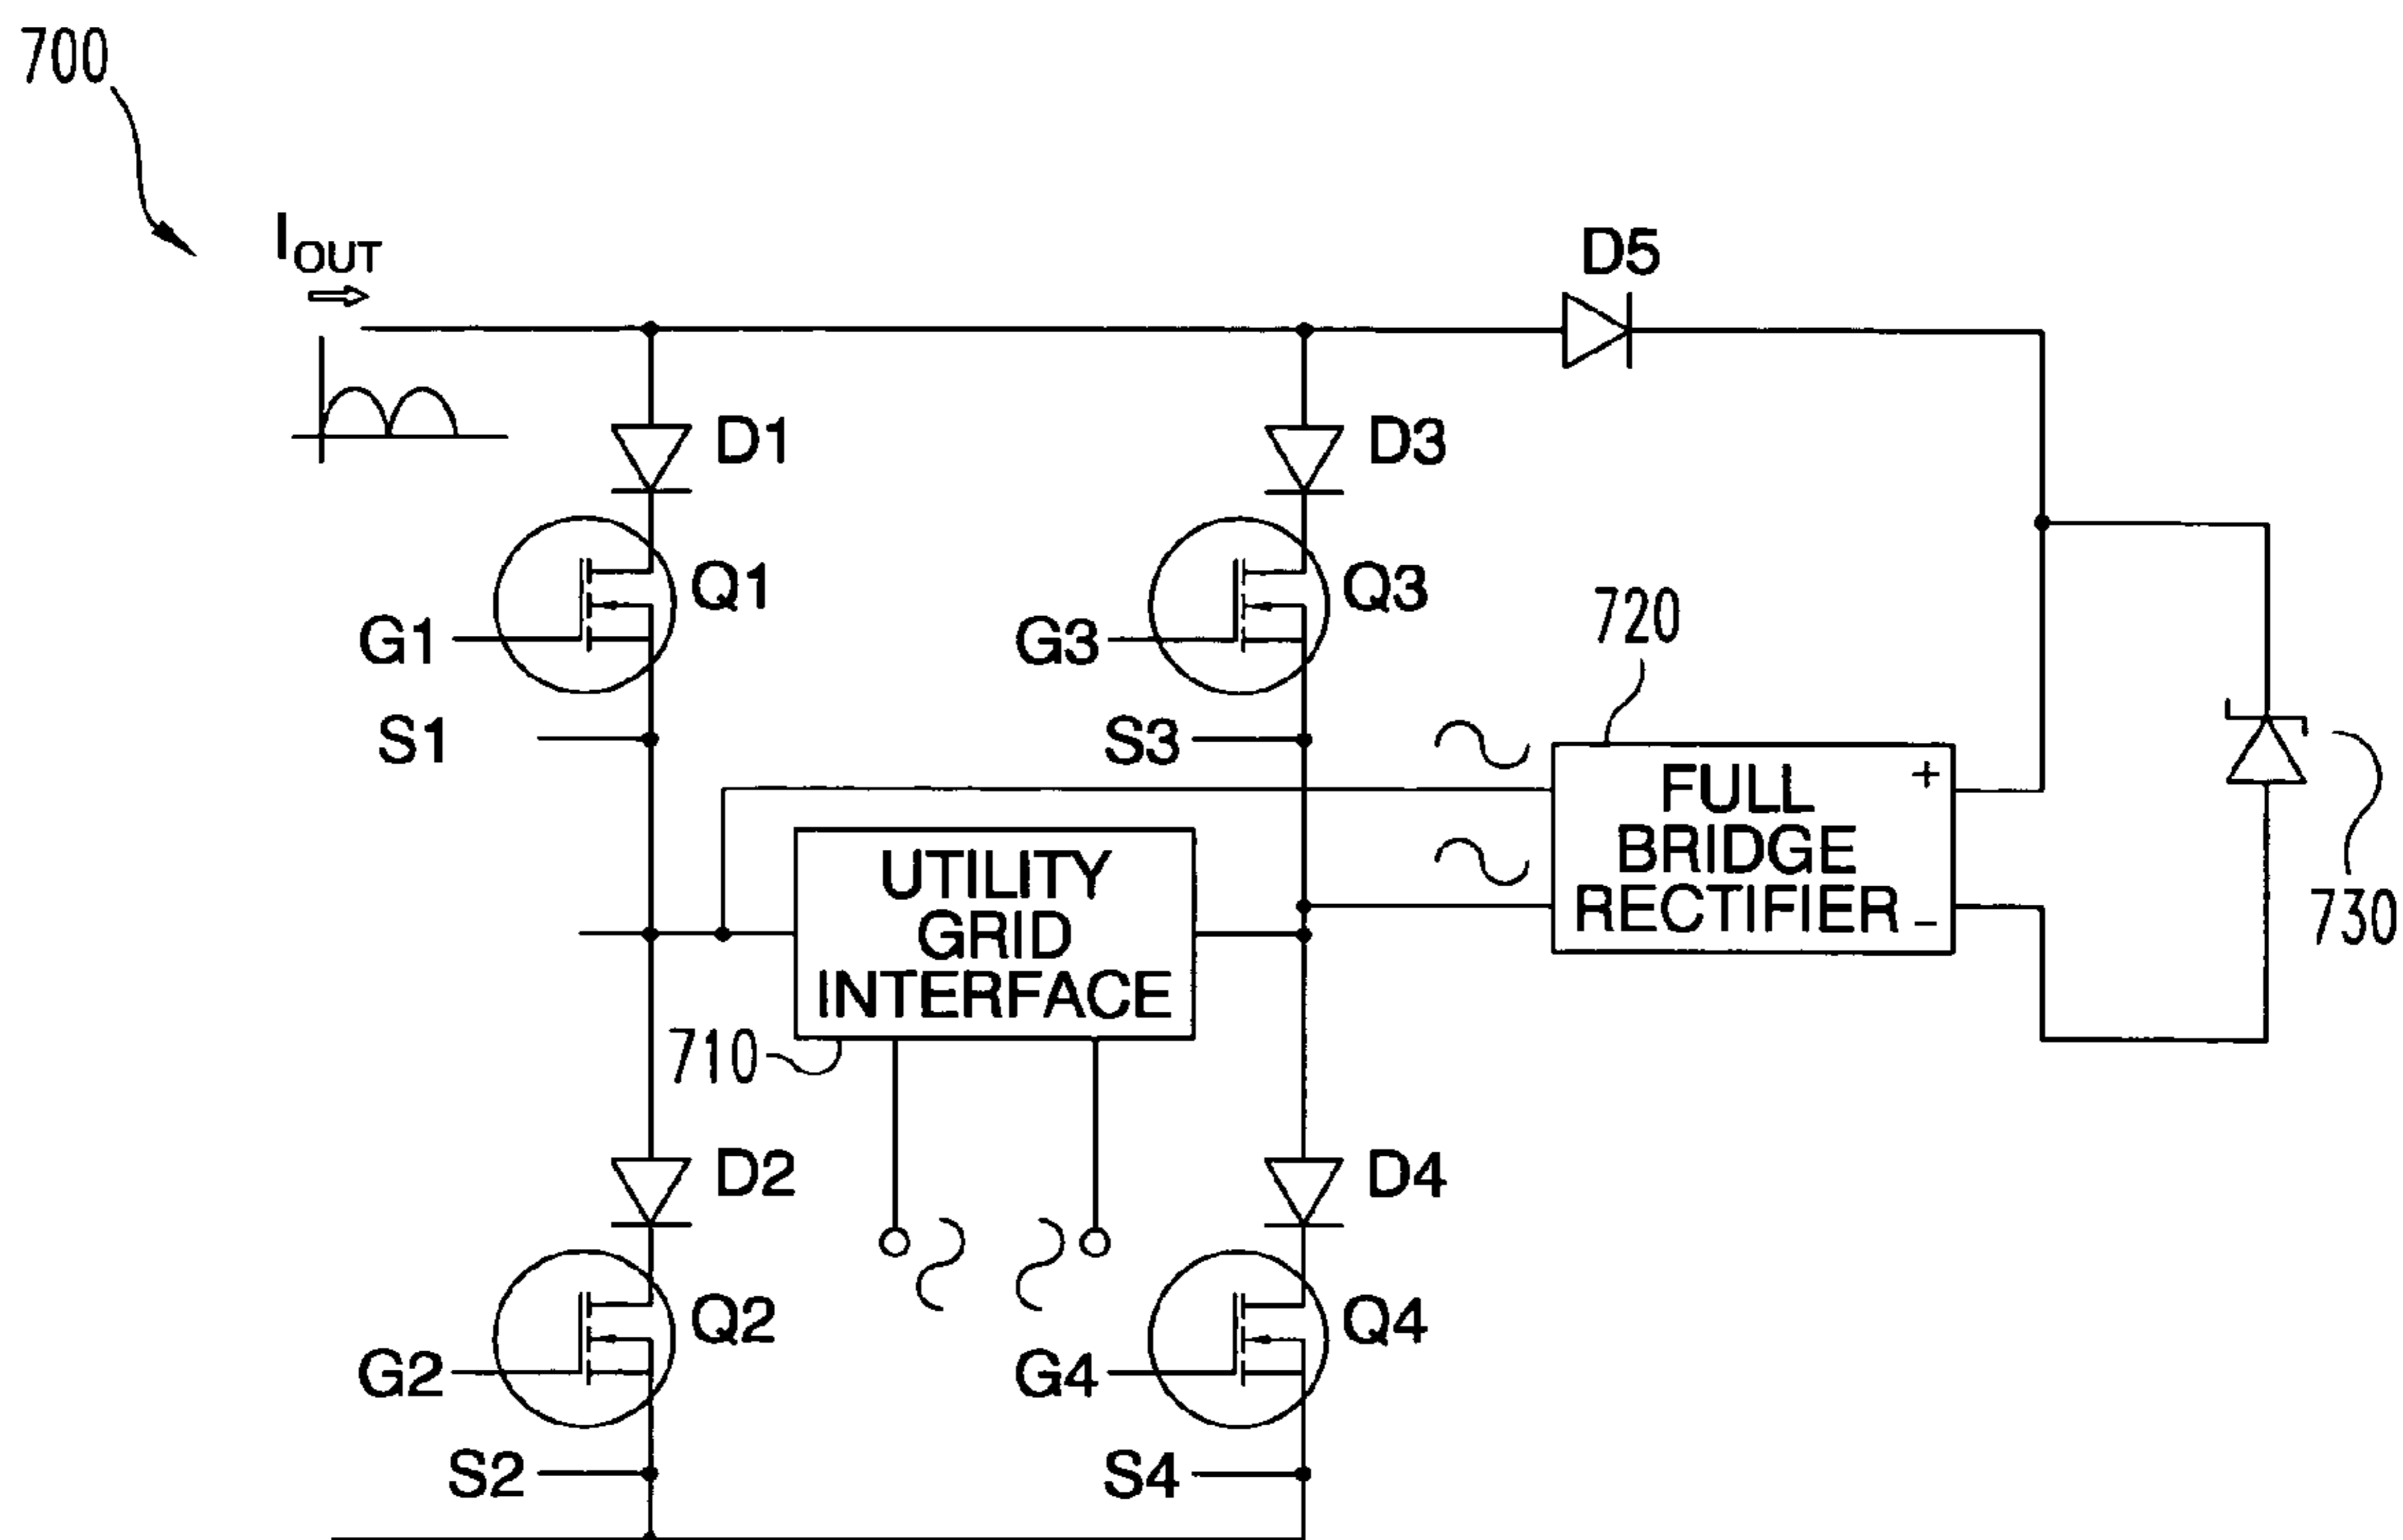 700
I_OUT
D5
D1
D3
Q1
Q3
G1
G3
720
S1
S3
FULL
BRIDGE
RECTIFIER
+
−
730
UTILITY
GRID
INTERFACE
710
D2
D4
Q2
Q4
G2
G4
S2
S4